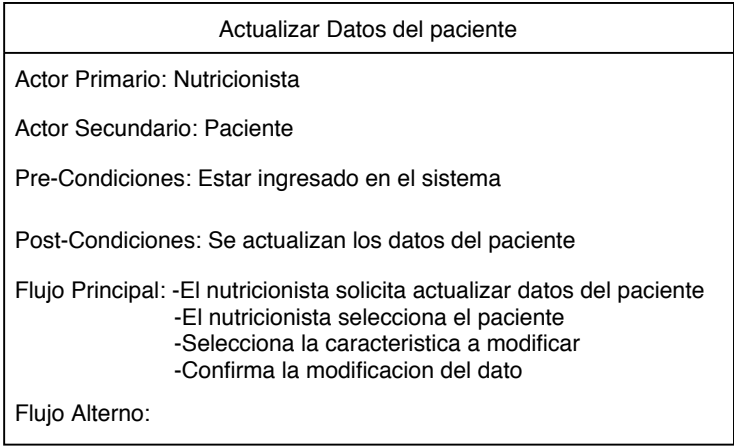 Actualizar Datos del paciente
Actor Primario: Nutricionista
Actor Secundario: Paciente
Pre-Condiciones: Estar ingresado en el sistema
Post-Condiciones: Se actualizan los datos del paciente
Flujo Principal: -El nutricionista solicita actualizar datos del paciente
-El nutricionista selecciona el paciente
-Selecciona la caracteristica a modificar
-Confirma la modificacion del dato
Flujo Alterno: